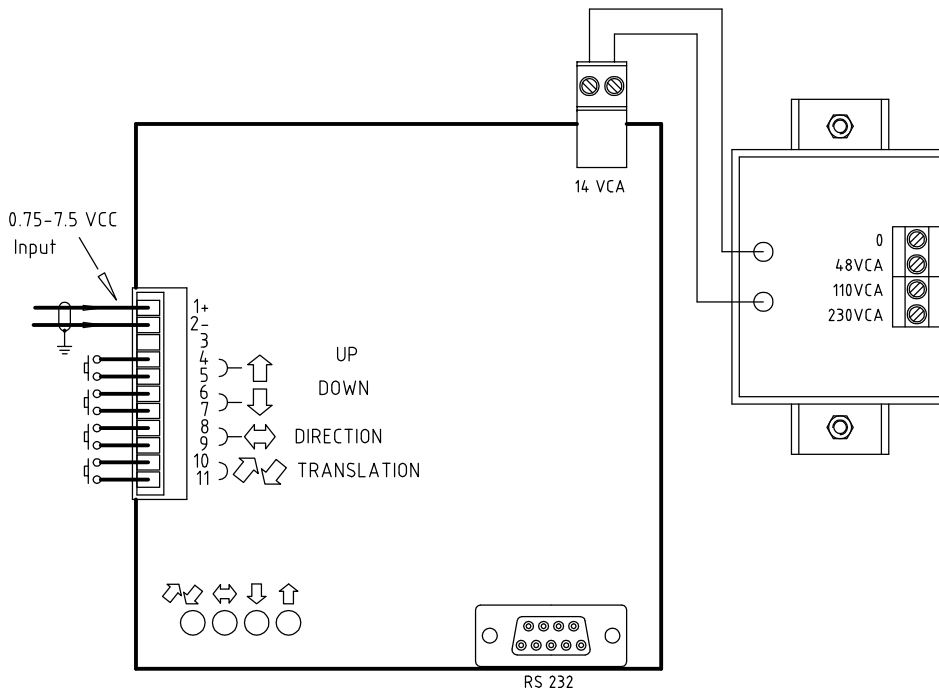 14 VCA
0.75-7.5 VCC
Input
0
48VCA
110VCA
230VCA
1+
2-
3
4
5
6
7
8
9
10
11
UP
DOWN
DIRECTION
TRANSLATION
RS 232